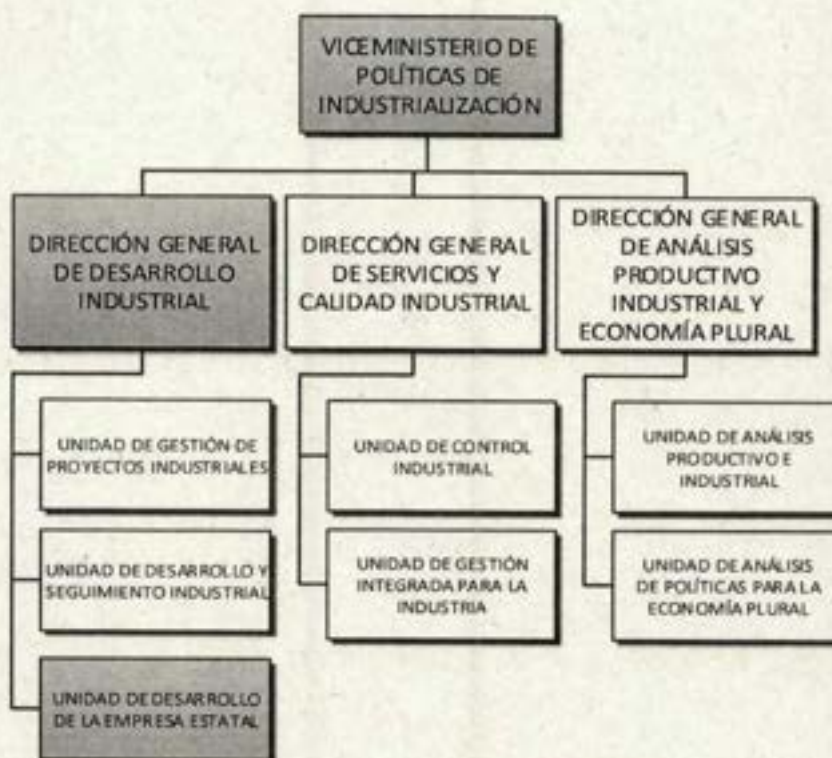 VICEMINISTERIO DE
POLÍTICAS DE
INDUSTRIALIZACIÓN
DIRECCIÓN GENERAL
DE DESARROLLO
INDUSTRIAL
DIRECCIÓN GENERAL
DE SERVICIOS Y
CALIDAD INDUSTRIAL
DIRECCIÓN GENERAL
DE ANÁLISIS
PRODUCTIVO
INDUSTRIAL Y
ECONOMÍA PLURAL
UNIDAD DE GESTIÓN DE
PROYECTOS INDUSTRIALES
UNIDAD DE DESARROLLO Y
SEGUIMIENTO INDUSTRIAL
UNIDAD DE DESARROLLO
DE LA EMPRESA ESTATAL
UNIDAD DE CONTROL
INDUSTRIAL
UNIDAD DE GESTIÓN
INTEGRADA PARA LA
INDUSTRIA
UNIDAD DE ANÁLISIS
PRODUCTIVO E
INDUSTRIAL
UNIDAD DE ANÁLISIS
DE POLÍTICAS PARA LA
ECONOMÍA PLURAL